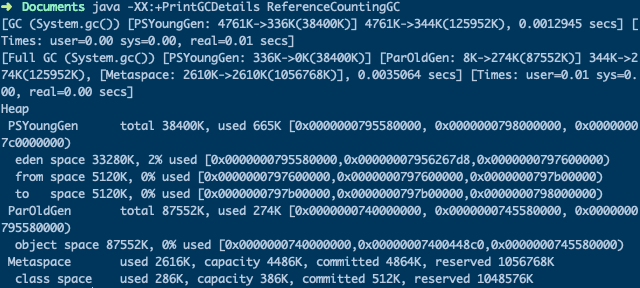 ➜  Documents java -XX:+PrintGCDetails ReferenceCountingGC
[GC (System.gc()) [PSYoungGen: 4761K->336K(38400K)] 4761K->344K(125952K), 0.0012945 secs] [
Times: user=0.00 sys=0.00, real=0.01 secs]
[Full GC (System.gc()) [PSYoungGen: 336K->0K(38400K)] [ParOldGen: 8K->274K(87552K)] 344K->2
74K(125952K), [Metaspace: 2610K->2610K(1056768K)], 0.0035064 secs] [Times: user=0.01 sys=0.
00, real=0.00 secs]
Heap
 PSYoungGen      total 38400K, used 665K [0x0000000795580000, 0x0000000798000000, 0x0000000
7c0000000)
  eden space 33280K, 2% used [0x0000000795580000,0x00000007956267d8,0x0000000797600000)
  from space 5120K, 0% used [0x0000000797600000,0x0000000797600000,0x0000000797b00000)
  to   space 5120K, 0% used [0x0000000797b00000,0x0000000797b00000,0x0000000798000000)
 ParOldGen       total 87552K, used 274K [0x0000000740000000, 0x0000000745580000, 0x0000000
795580000)
  object space 87552K, 0% used [0x0000000740000000,0x00000007400448c0,0x0000000745580000)
 Metaspace       used 2616K, capacity 4486K, committed 4864K, reserved 1056768K
  class space    used 286K, capacity 386K, committed 512K, reserved 1048576K